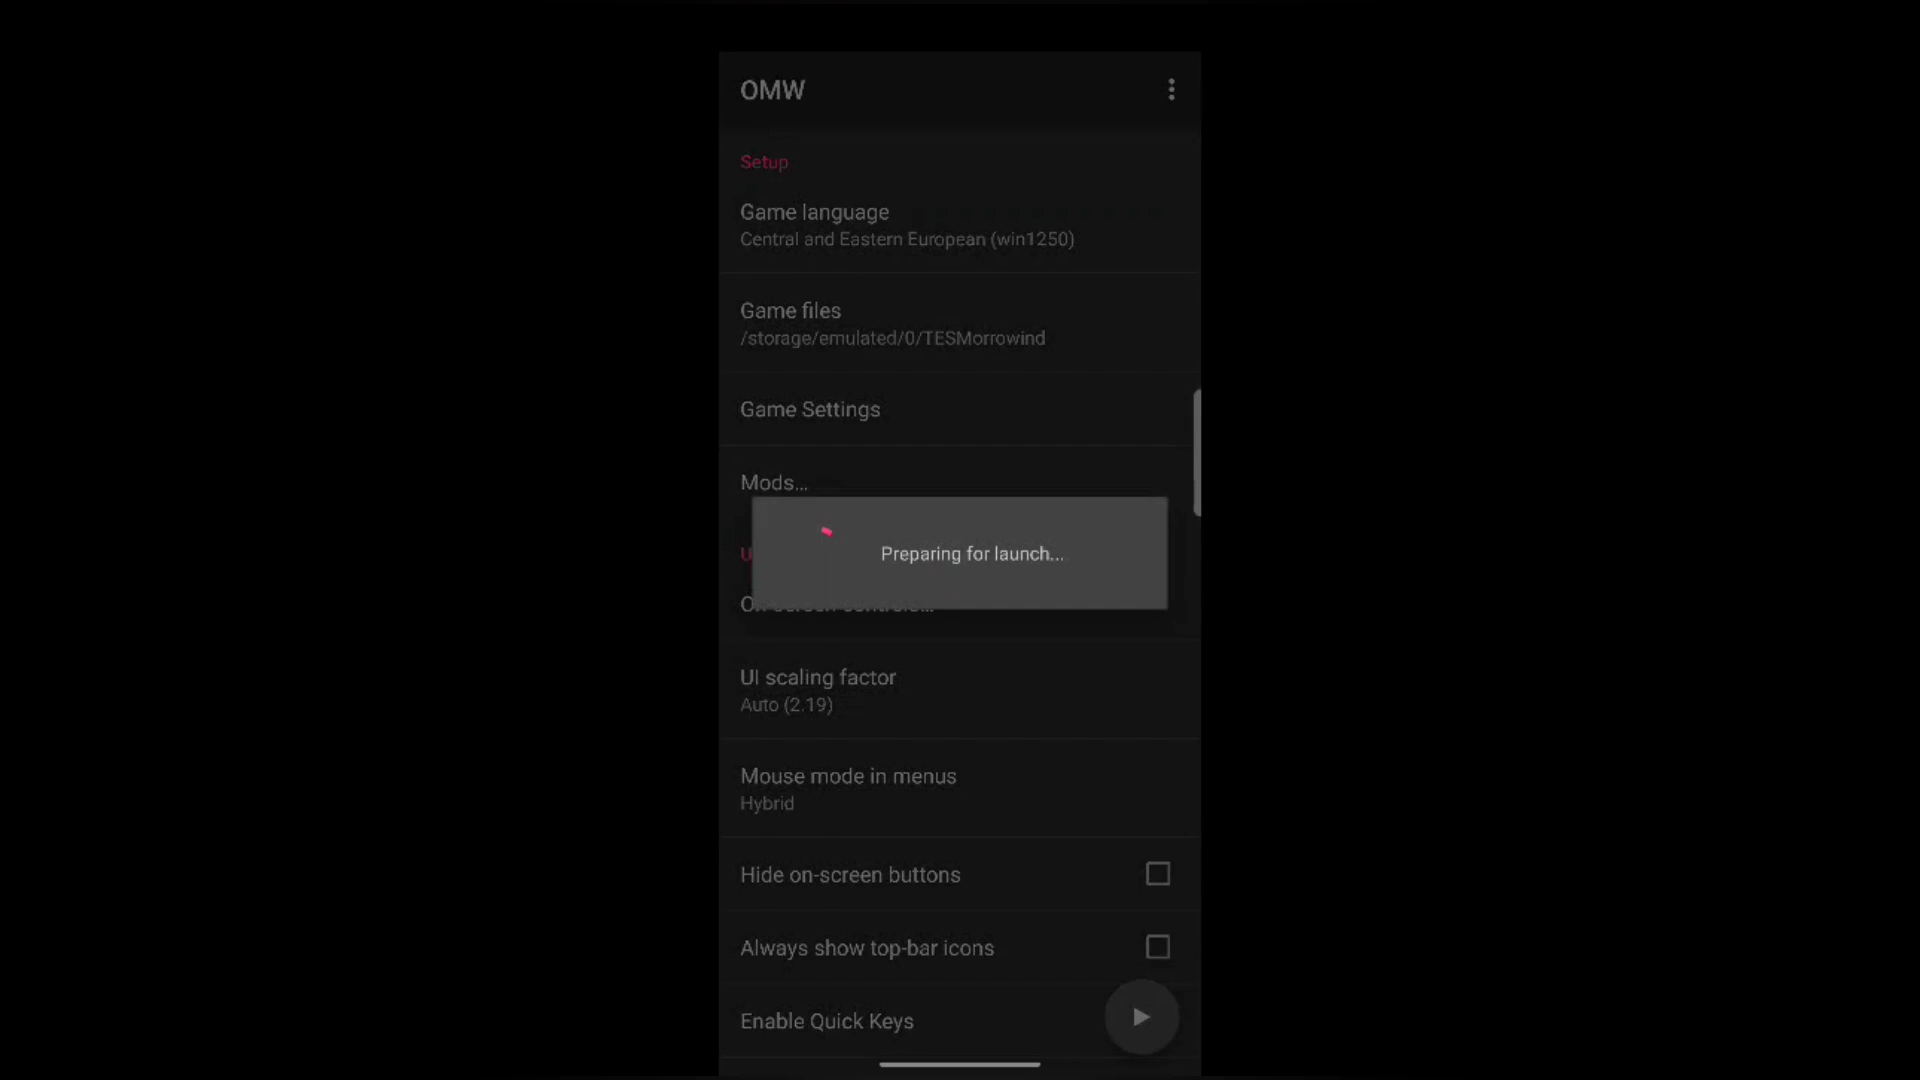 OMW
Setup
Game language
Central and Eastern European (win1250)
Game files
/storage/emulated/0/TESMorrowind
Game Settings
Mods...
Preparing for launch...
UI scaling factor
Auto (2.19)
Mouse mode in menus
Hybrid
Hide on-screen buttons
Always show top-bar icons
Enable Quick Keys